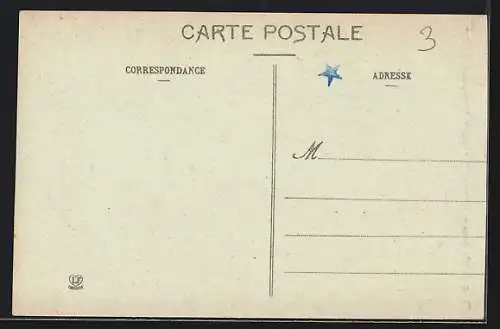 CARTE POSTALE
3
CORRESPONDANCE
ADRESSE
M